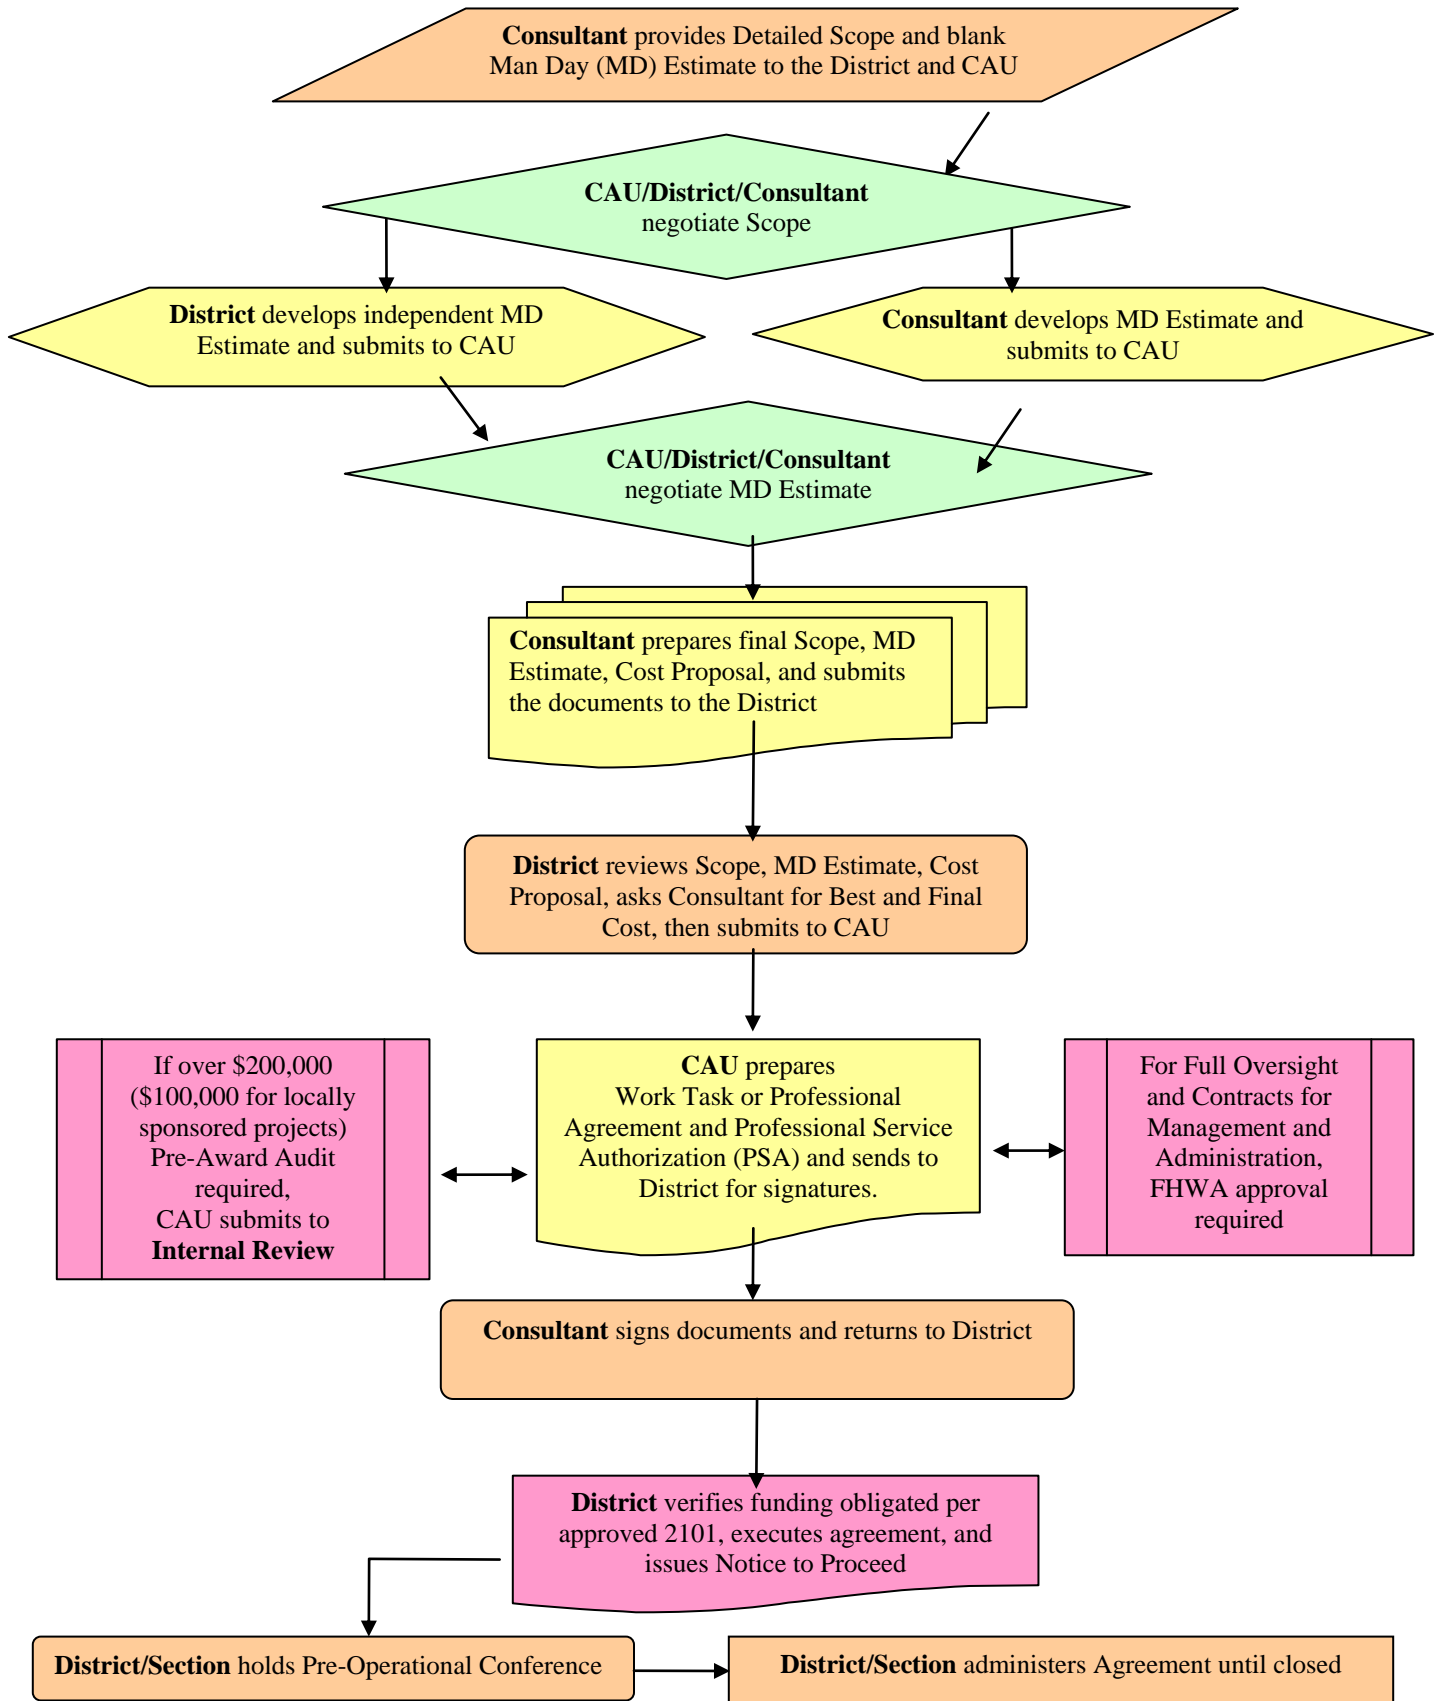 Consultant provides Detailed Scope and blank
Man Day (MD) Estimate to the District and CAU
CAU/District/Consultant
negotiate Scope
District develops independent MD
Estimate and submits to CAU
Consultant develops MD Estimate and
submits to CAU
CAU/District/Consultant
negotiate MD Estimate
Consultant prepares final Scope, MD
Estimate, Cost Proposal, and submits
the documents to the District
District reviews Scope, MD Estimate, Cost
Proposal, asks Consultant for Best and Final
Cost, then submits to CAU
If over $200,000
($100,000 for locally
sponsored projects)
Pre-Award Audit
required,
CAU submits to
Internal Review
CAU prepares
Work Task or Professional
Agreement and Professional Service
Authorization (PSA) and sends to
District for signatures.
For Full Oversight
and Contracts for
Management and
Administration,
FHWA approval
required
Consultant signs documents and returns to District
District verifies funding obligated per
approved 2101, executes agreement, and
issues Notice to Proceed
District/Section holds Pre-Operational Conference
District/Section administers Agreement until closed